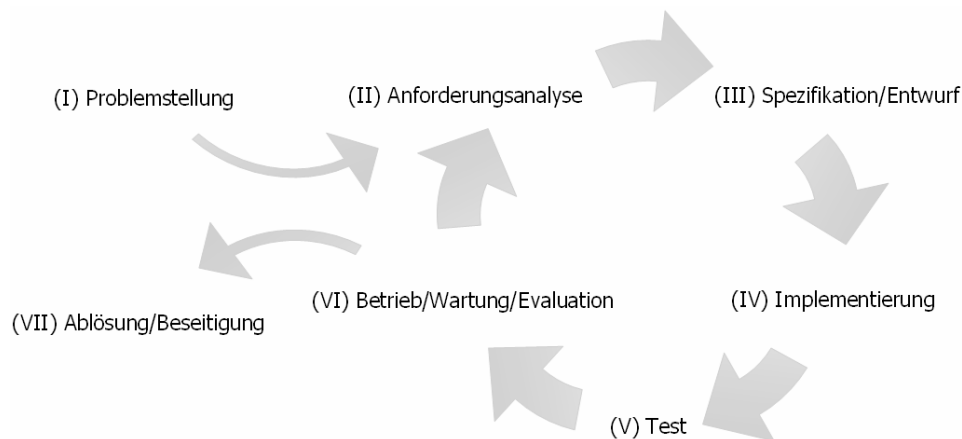 (I) Problemstellung
(II) Anforderungsanalyse
(III) Spezifikation/Entwurf
(IV) Implementierung
(V) Test
(VI) Betrieb/Wartung/Evaluation
(VII) Ablösung/Beseitigung